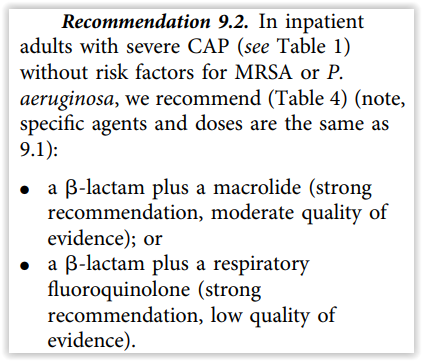 Recommendation 9.2. In inpatient
adults with severe CAP (see Table 1)
without risk factors for MRSA or P.
aeruginosa, we recommend (Table 4) (note,
specific agents and doses are the same as
9.1):
• a β-lactam plus a macrolide (strong
recommendation, moderate quality of
evidence); or
• a β-lactam plus a respiratory
fluoroquinolone (strong
recommendation, low quality of
evidence).